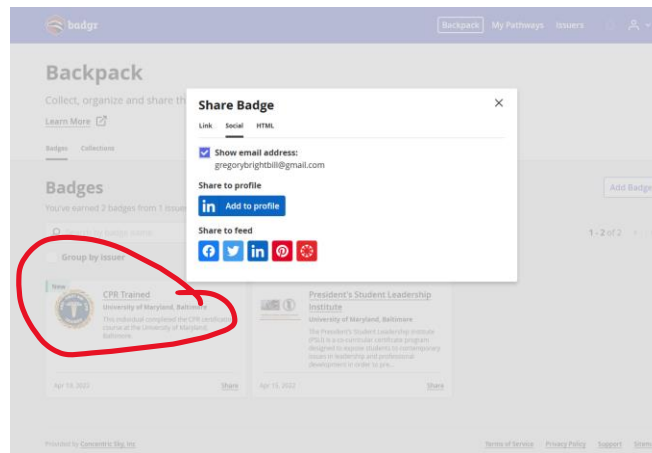 badgr
Backpack My Pathways Issuers
Backpack
Collect, organize and share th
Learn More
Badges Collections
Share Badge
Link Social HTML
Show email address:
gregorybrightbill@gmail.com
Share to profile
in Add to profile
Share to feed
Badges
You've earned 2 badges from 1 issuer
Add Badge
1 - 2 of 2
Group by issuer
New
CPR Trained
University of Maryland, Baltimore
This individual completed the CPR certificate
course at the University of Maryland,
Baltimore.
Apr 13, 2022 Share
President's Student Leadership
Institute
University of Maryland, Baltimore
The President's Student Leadership Institute
(PSLI) is a co-curricular certificate program
designed to expose students to contemporary
issues in leadership and professional
development in order to pre...
Share
Provided by Concentric Sky, Inc
Terms of Service Privacy Policy Support